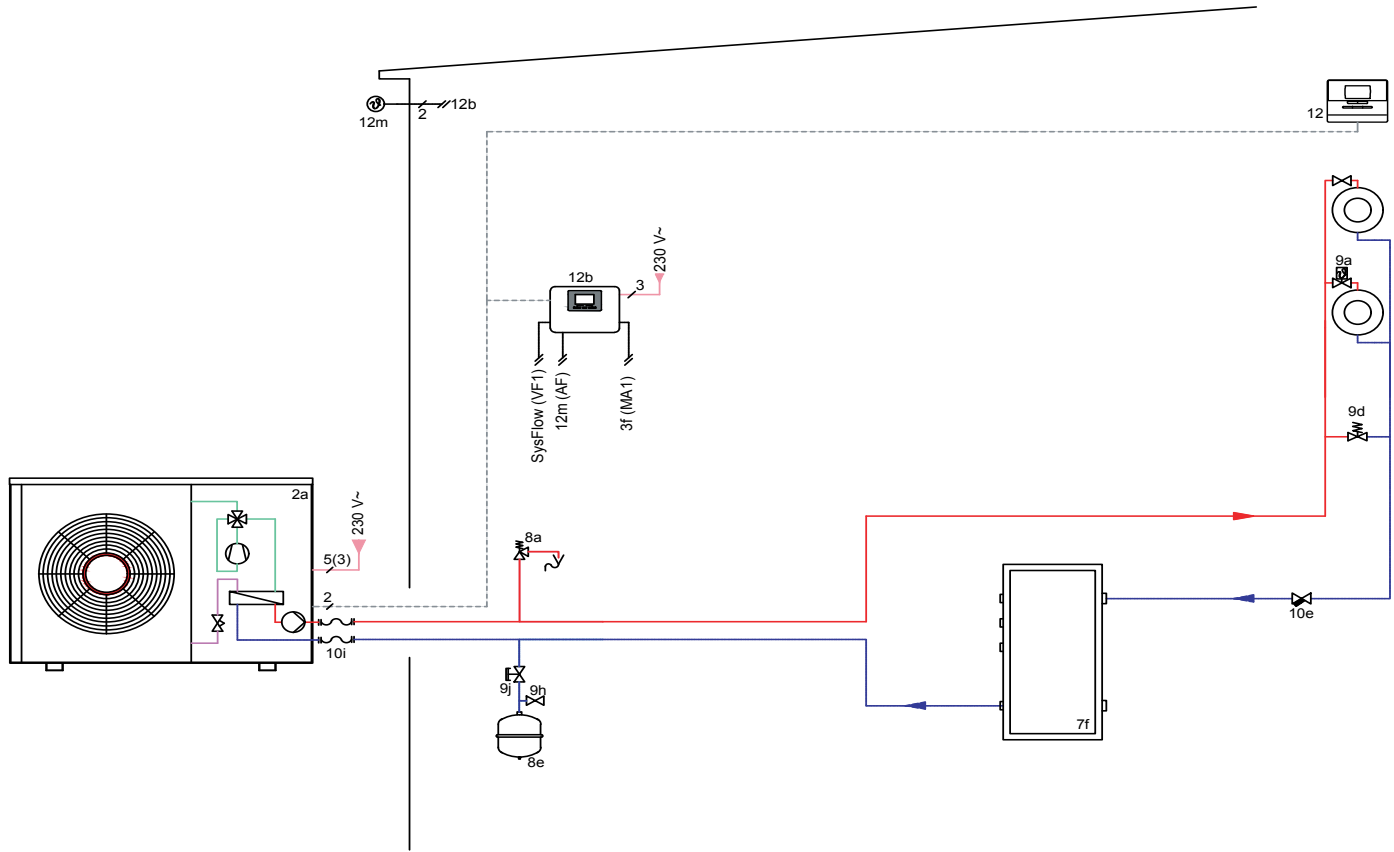 12m
2
12b
12
9a
12b
3
230 V~
SysFlow (VF1)
12m (AF)
3f (MA1)
9d
2a
5(3)
230 V~
2
8a
10i
10e
9j
9h
8e
7f